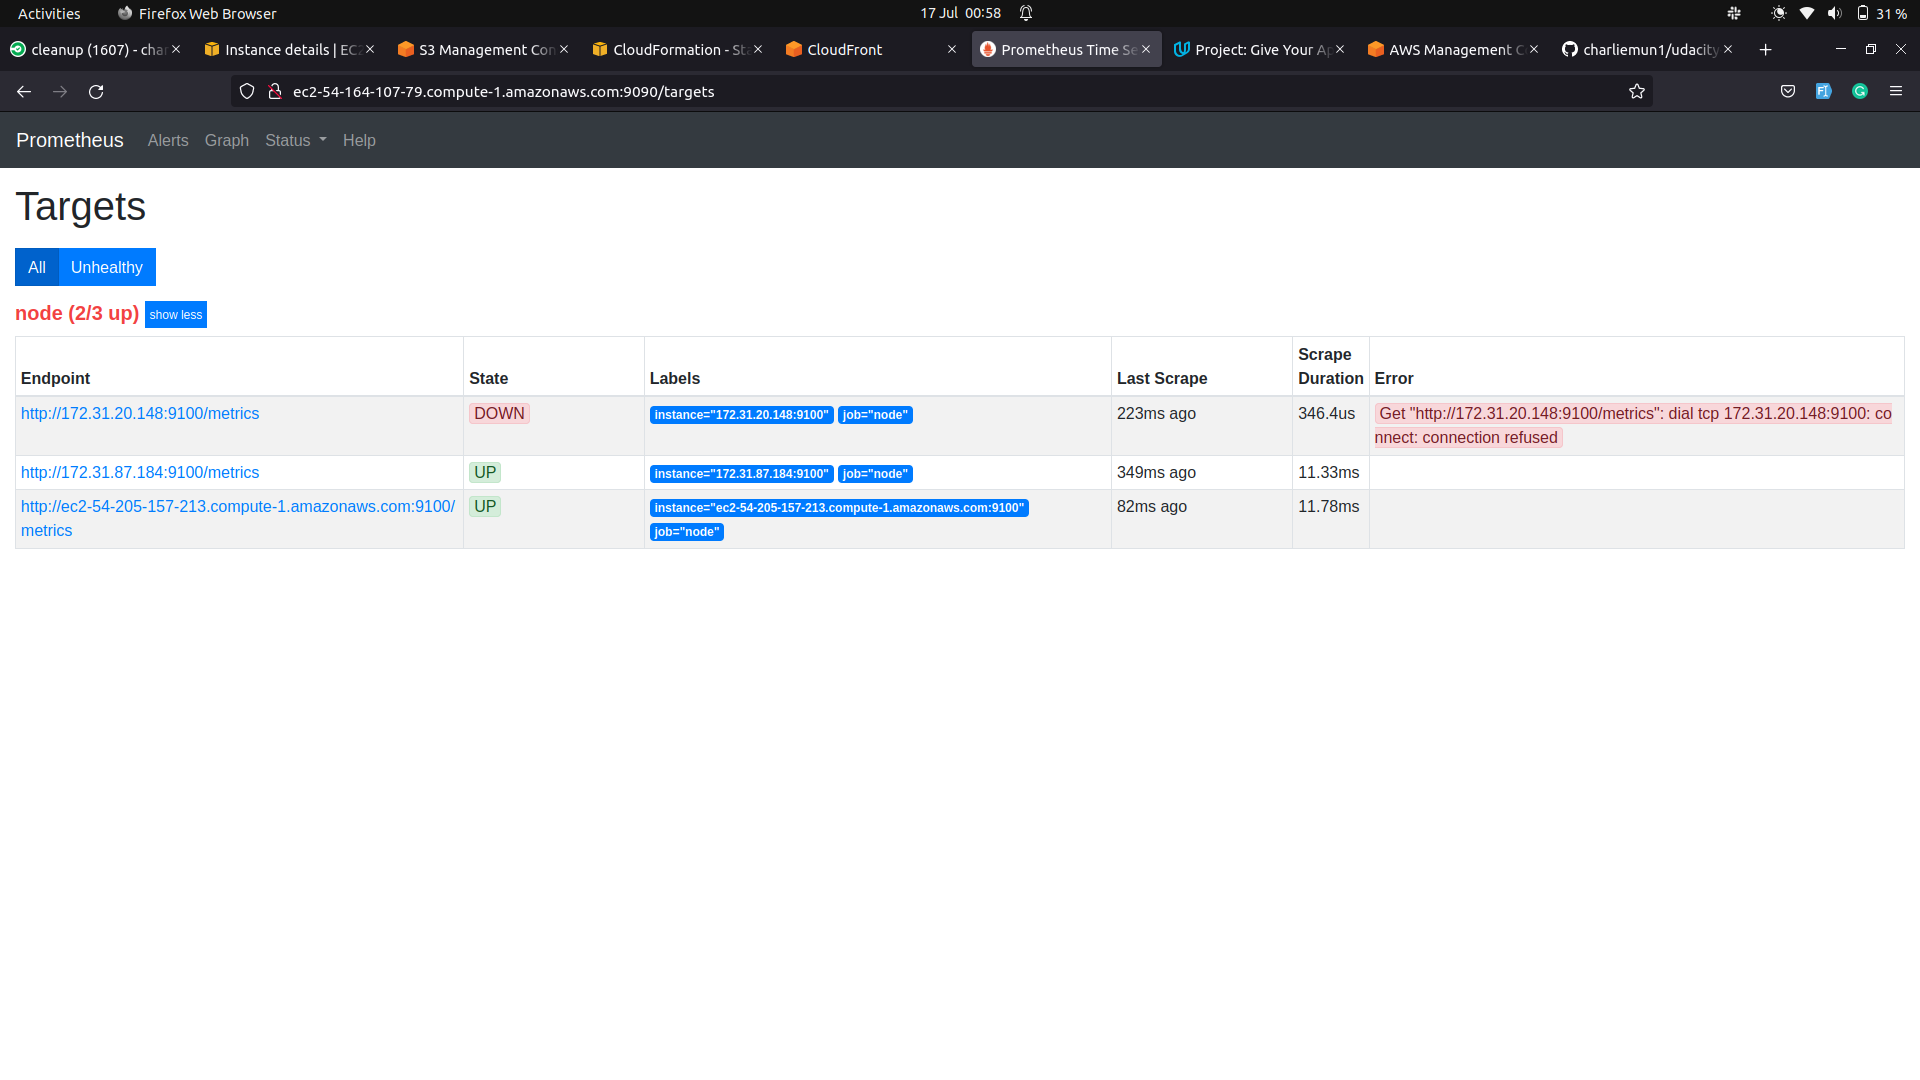 Activities
Firefox Web Browser
17 Jul 00:58
31 %
cleanup (1607) - char
Instance details | EC2
S3 Management Con
CloudFormation - Sta
CloudFront
Prometheus Time Se
Project: Give Your Ap
AWS Management C
charliemun1/udacity
ec2-54-164-107-79.compute-1.amazonaws.com:9090/targets
Prometheus Alerts Graph Status Help
Targets
All Unhealthy
node (2/3 up) show less
Endpoint State Labels Last Scrape Scrape Duration Error
http://172.31.20.148:9100/metrics DOWN instance="172.31.20.148:9100" job="node" 223ms ago 346.4us Get "http://172.31.20.148:9100/metrics": dial tcp 172.31.20.148:9100: co
nnect: connection refused
http://172.31.87.184:9100/metrics UP instance="172.31.87.184:9100" job="node" 349ms ago 11.33ms
http://ec2-54-205-157-213.compute-1.amazonaws.com:9100/ UP instance="ec2-54-205-157-213.compute-1.amazonaws.com:9100" 82ms ago 11.78ms
metrics job="node"